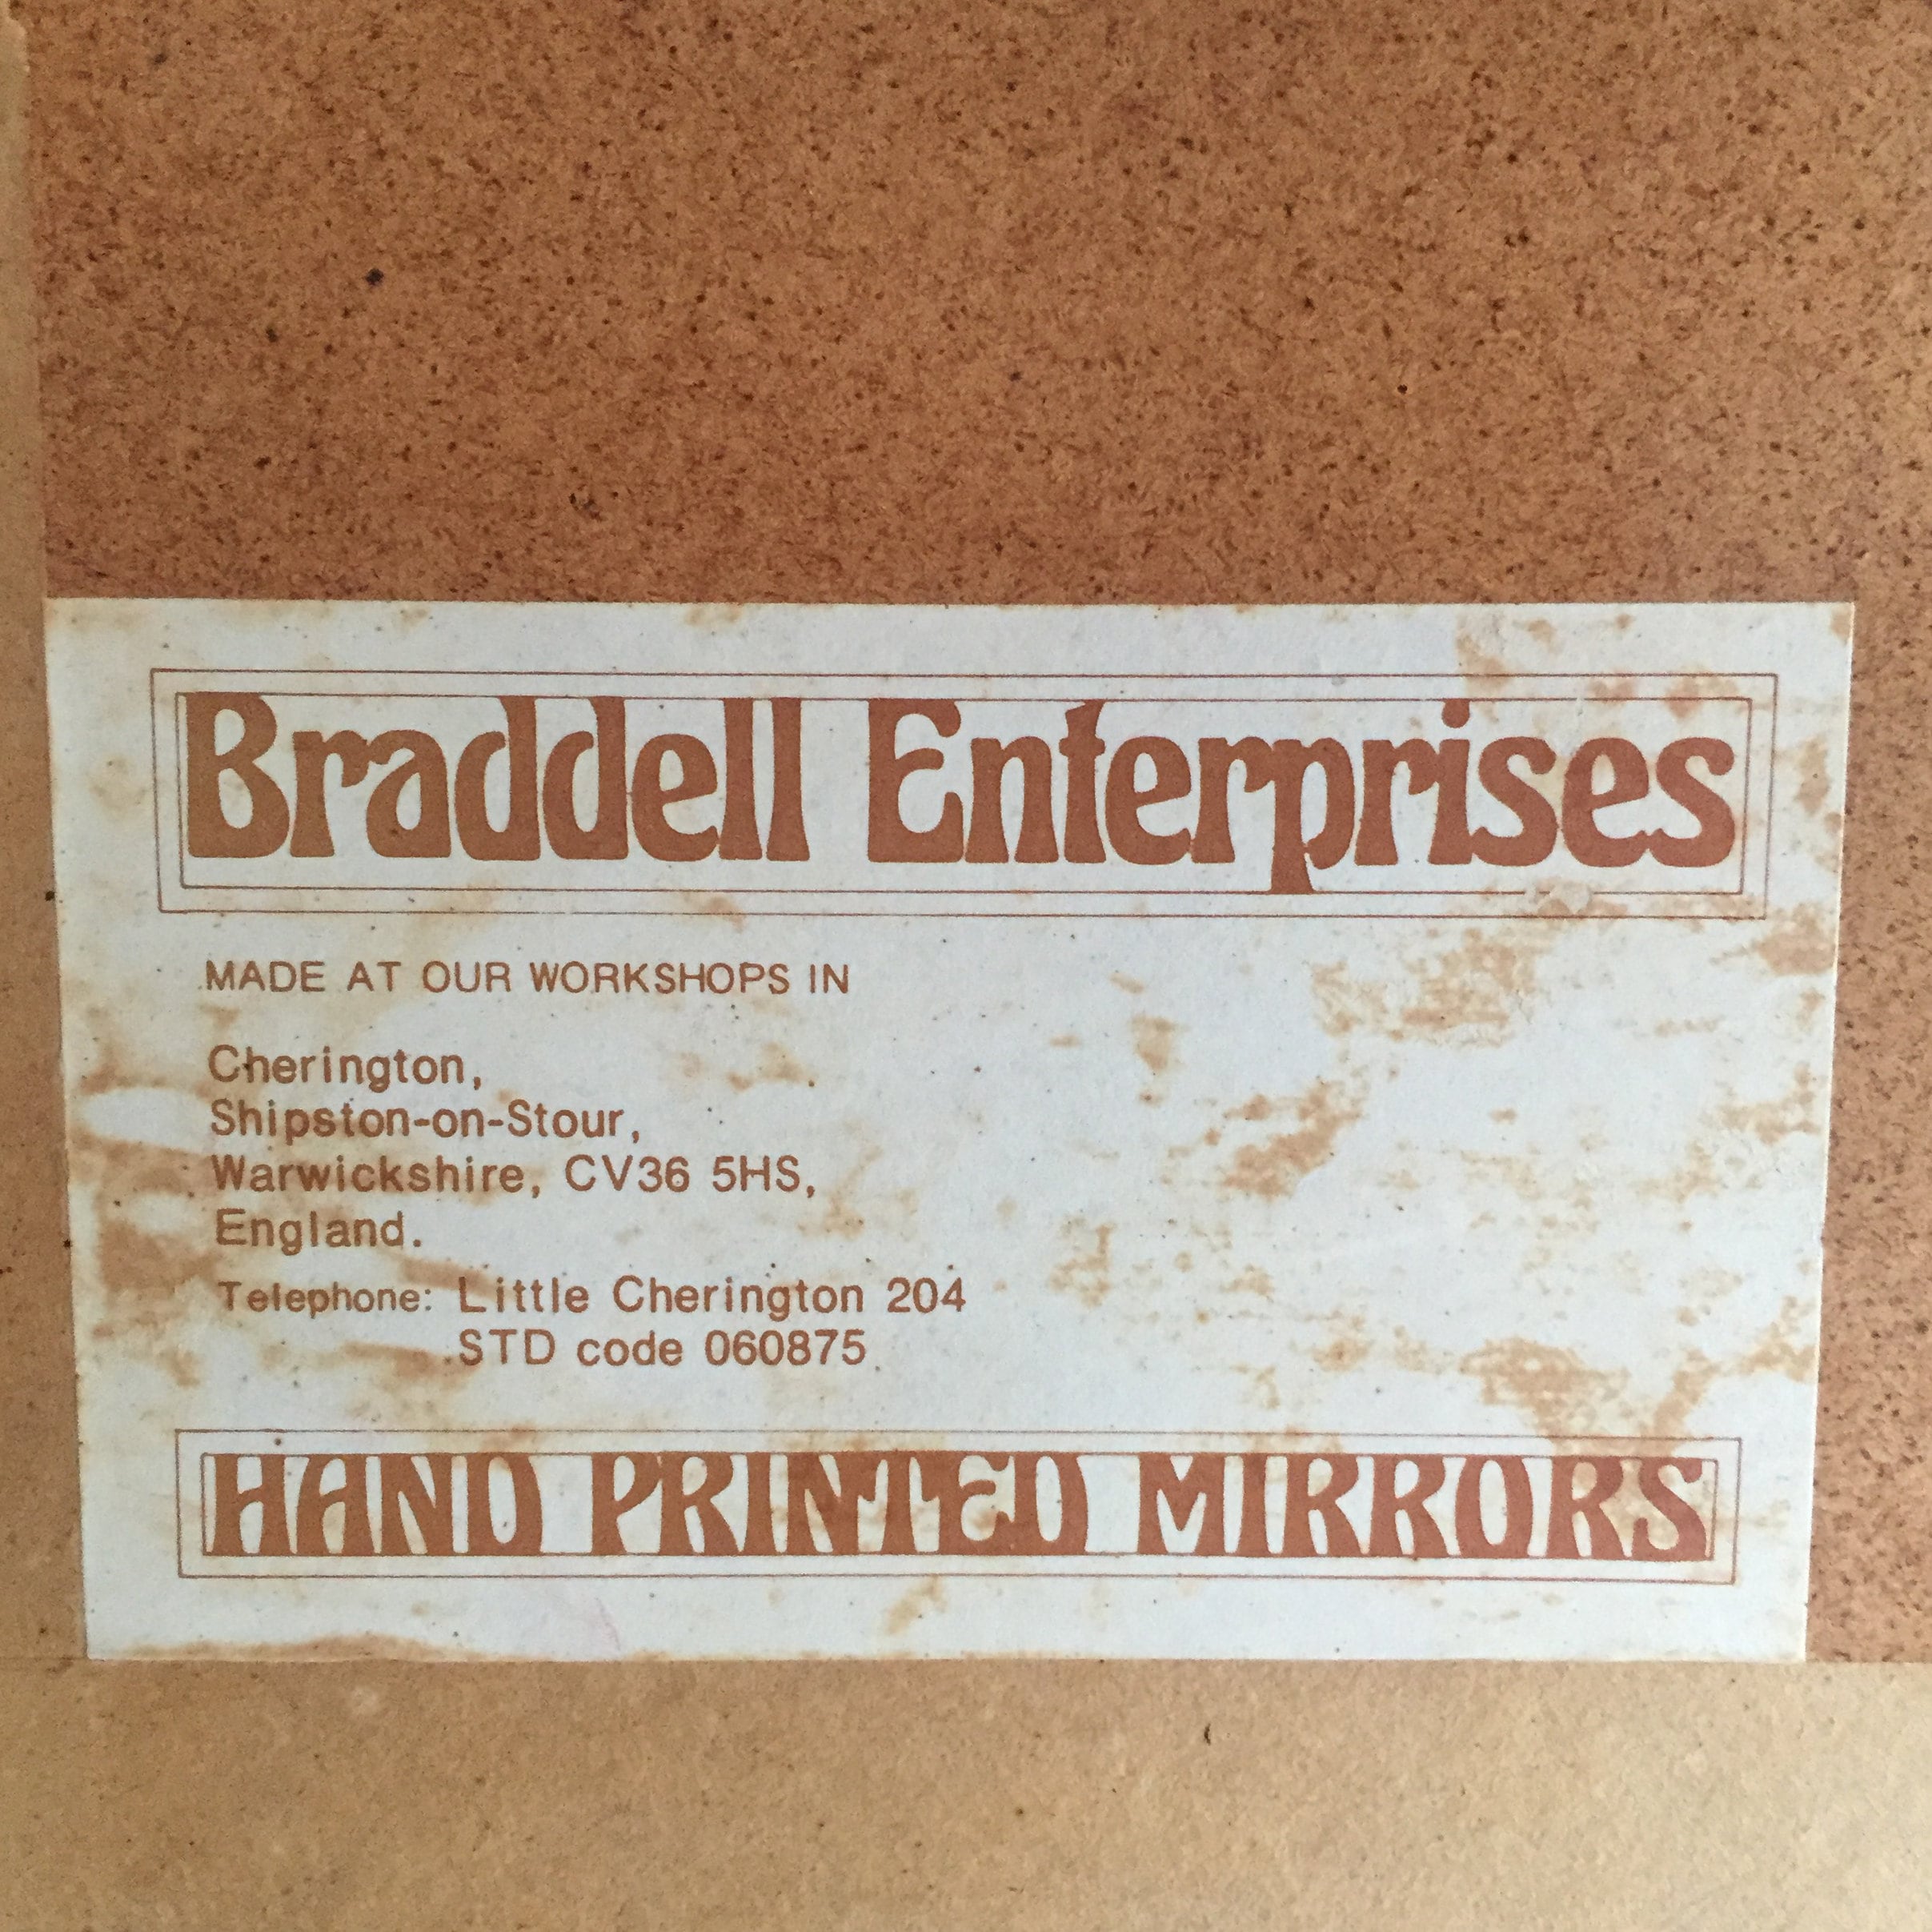 Braddell Enterprises
MADE AT OUR WORKSHOPS IN
Cherington,
Shipston-on-Stour,
Warwickshire, CV36 5HS,
England.
Telephone: Little Cherington 204
STD code 060875
HAND PRINTED MIRRORS